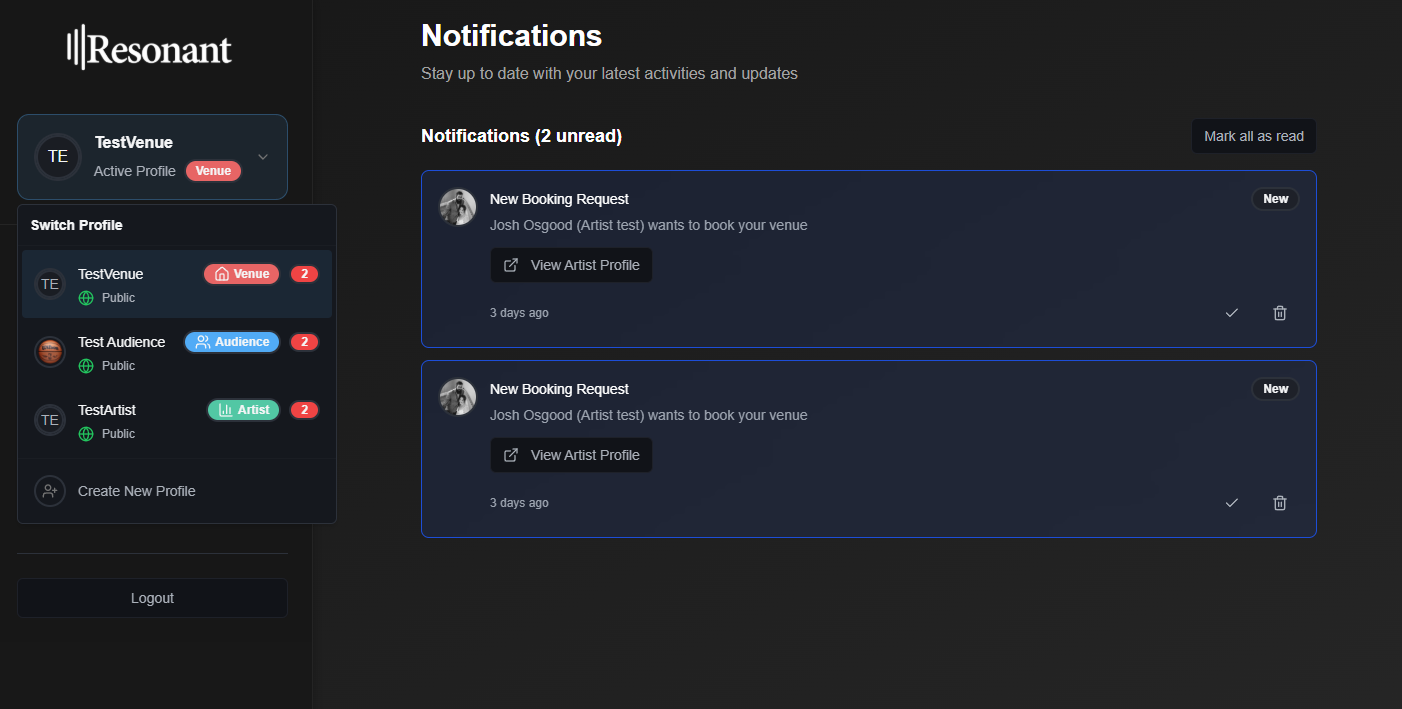 Resonant
TE
TestVenue
Active Profile Venue
Switch Profile
TE
TestVenue Venue 2
Public
Test Audience Audience 2
Public
TE
TestArtist Artist 2
Public
Create New Profile
Logout
Notifications
Stay up to date with your latest activities and updates
Notifications (2 unread) Mark all as read
New Booking Request New
Josh Osgood (Artist test) wants to book your venue
View Artist Profile
3 days ago
New Booking Request New
Josh Osgood (Artist test) wants to book your venue
View Artist Profile
3 days ago